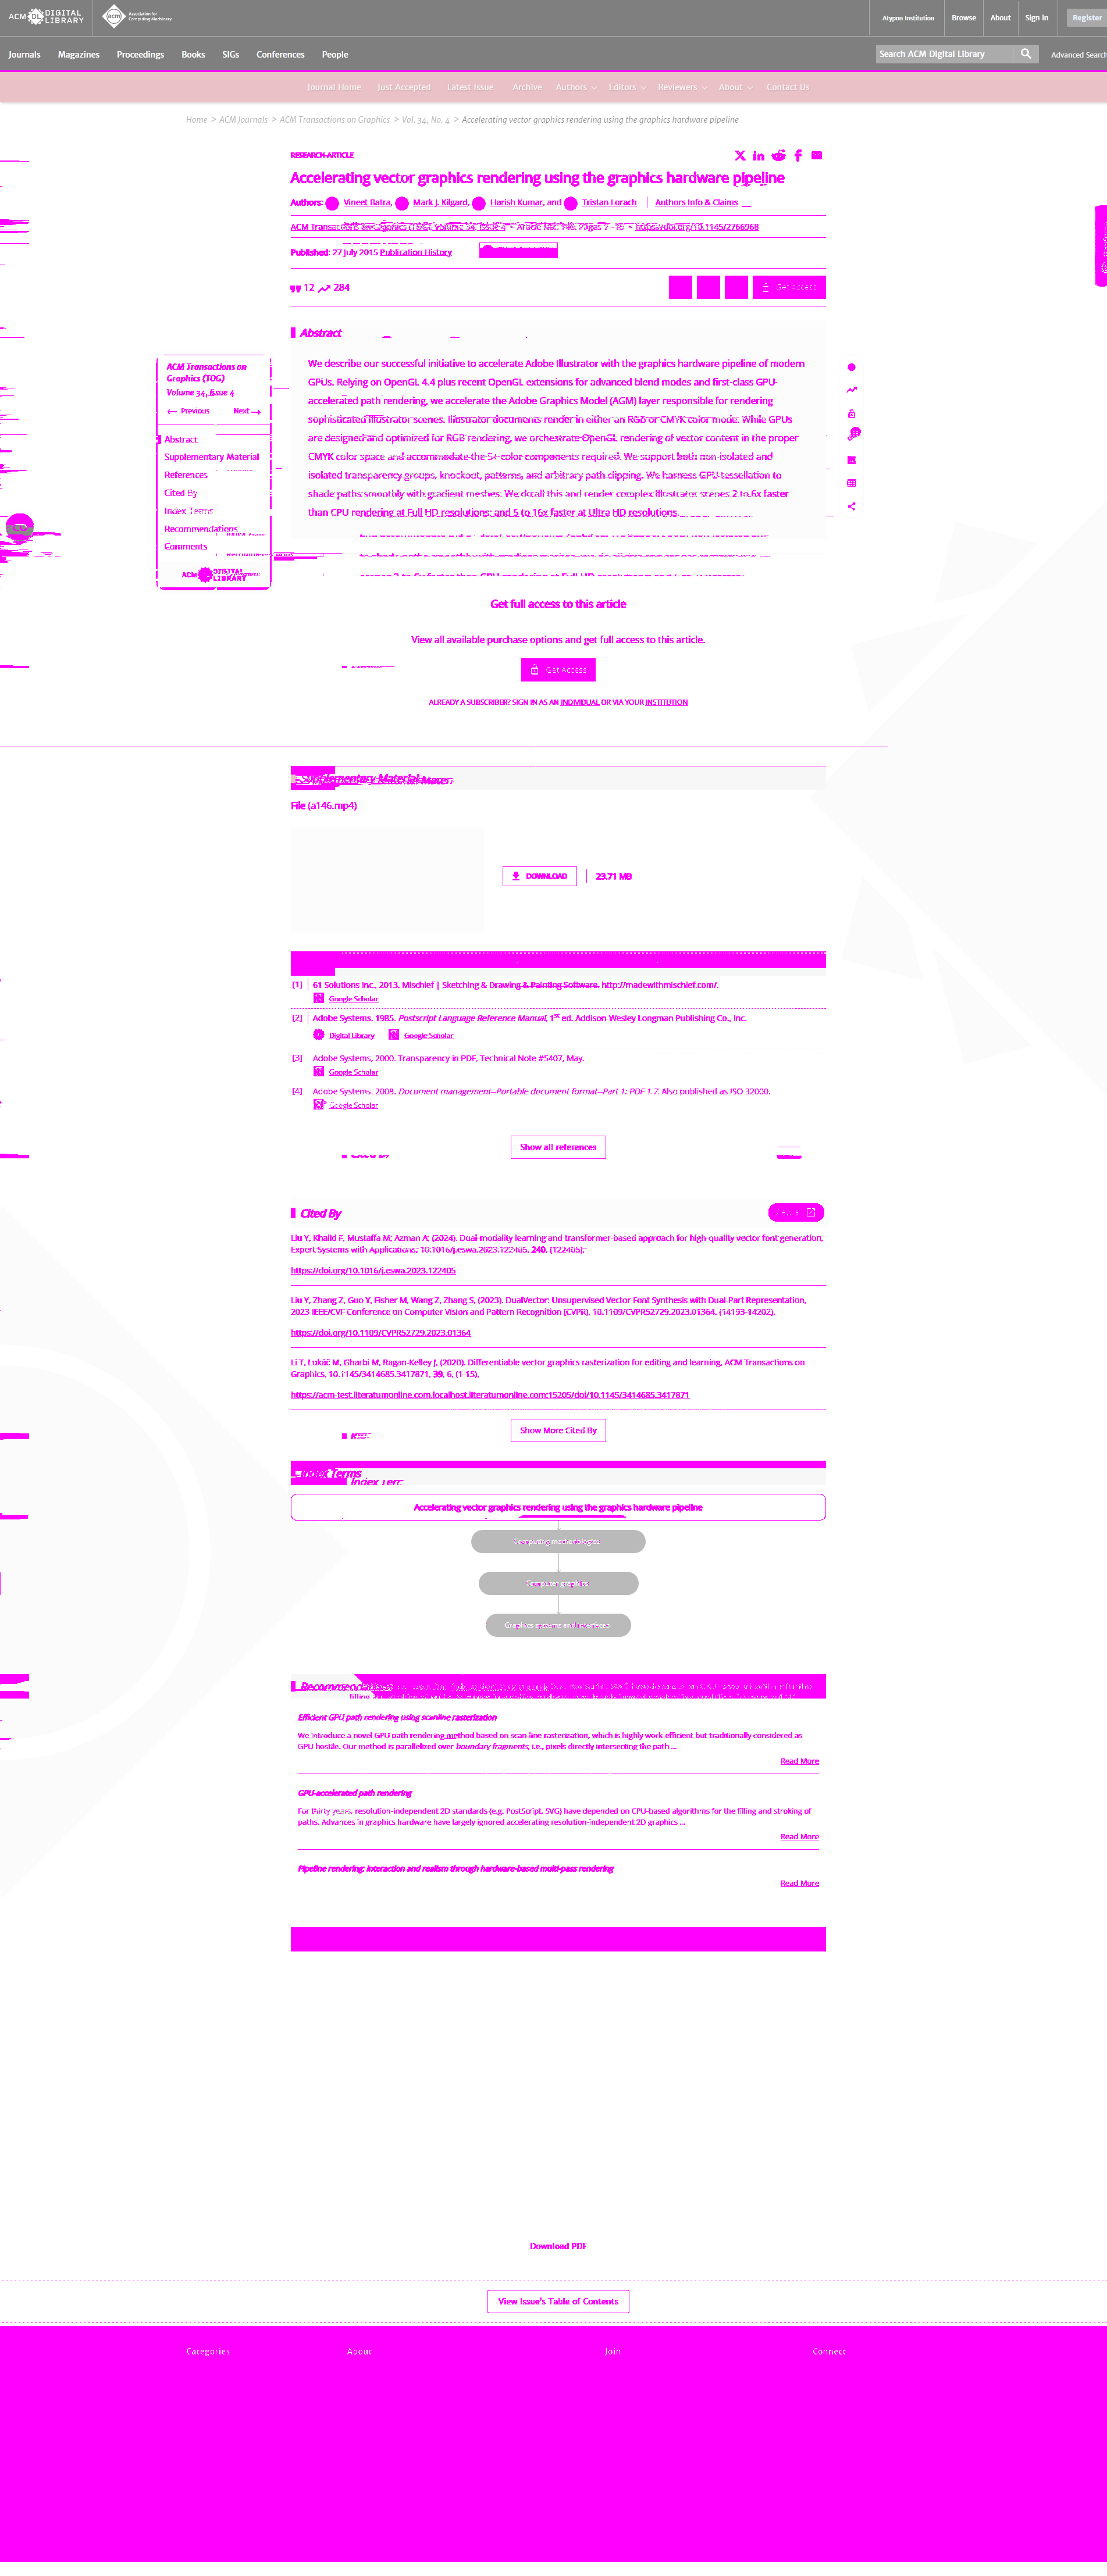 ACM DL DIGITAL LIBRARY
acm Association for Computing Machinery
Atypon Institution
Browse
About
Sign in
Register
Journals
Magazines
Proceedings
Books
SIGs
Conferences
People
Search ACM Digital Library
Advanced Search
Journal Home
Just Accepted
Latest Issue
Archive
Authors
Editors
Reviewers
About
Contact Us
Home > ACM Journals > ACM Transactions on Graphics > Vol. 34, No. 4 > Accelerating vector graphics rendering using the graphics hardware pipeline
RESEARCH-ARTICLE
Accelerating vector graphics rendering using the graphics hardware pipeline
Authors: Vineet Batra, Mark J. Kilgard, Harish Kumar, and Tristan Lorach | Authors Info & Claims
ACM Transactions on Graphics (TOG), Volume 34, Issue 4 https://doi.org/10.1145/2766968
Published: 27 July 2015 Publication History
12 284
Get Access
Abstract
We describe our successful initiative to accelerate Adobe Illustrator with the graphics hardware pipeline of modern
GPUs. Relying on OpenGL 4.4 plus recent OpenGL extensions for advanced blend modes and first-class GPU-
accelerated path rendering, we accelerate the Adobe Graphics Model (AGM) layer responsible for rendering
sophisticated Illustrator scenes. Illustrator documents render in either an RGB or CMYK color mode. While GPUs
are designed and optimized for RGB rendering, we orchestrate OpenGL rendering of vector content in the proper
CMYK color space and accommodate the 5+ color components required. We support both non-isolated and
isolated transparency groups, knockout, patterns, and arbitrary path clipping. We harness GPU tessellation to
shade paths smoothly with gradient meshes. We do all this and render complex Illustrator scenes 2 to 6x faster
than CPU rendering at Full HD resolutions; and 5 to 16x faster at Ultra HD resolutions.
ACM Transactions on
Graphics (TOG)
Volume 34, Issue 4
Previous
Next
Abstract
Supplementary Material
References
Cited By
Index Terms
Recommendations
Comments
ACM DIGITAL LIBRARY
Get full access to this article
View all available purchase options and get full access to this article.
Get Access
ALREADY A SUBSCRIBER? SIGN IN AS AN INDIVIDUAL OR VIA YOUR INSTITUTION
Supplementary Material
File (a146.mp4)
DOWNLOAD
23.71 MB
[1] 61 Solutions Inc., 2013. Mischief | Sketching & Drawing & Painting Software. http://madewithmischief.com/.
Google Scholar
[2] Adobe Systems. 1985. Postscript Language Reference Manual, 1st ed. Addison-Wesley Longman Publishing Co., Inc.
Digital Library
Google Scholar
[3] Adobe Systems, 2000. Transparency in PDF. Technical Note #5407, May.
Google Scholar
[4] Adobe Systems. 2008. Document management—Portable document format—Part 1: PDF 1.7. Also published as ISO 32000.
Google Scholar
Show all references
Cited By
Cited By
Liu Y, Khalid F, Mustaffa M, Azman A, (2024). Dual-modality learning and transformer-based approach for high-quality vector font generation,
Expert Systems with Applications, 10.1016/j.eswa.2023.122405, 240, (122405),
https://doi.org/10.1016/j.eswa.2023.122405
Liu Y, Zhang Z, Guo Y, Fisher M, Wang Z, Zhang S, (2023). DualVector: Unsupervised Vector Font Synthesis with Dual-Part Representation,
2023 IEEE/CVF Conference on Computer Vision and Pattern Recognition (CVPR), 10.1109/CVPR52729.2023.01364, (14193-14202),
https://doi.org/10.1109/CVPR52729.2023.01364
Li T, Lukáč M, Gharbi M, Ragan-Kelley J, (2020). Differentiable vector graphics rasterization for editing and learning, ACM Transactions on
Graphics, 10.1145/3414685.3417871, 39, 6, (1-15),
https://acm-test.literatumonline.com.localhost.literatumonline.com:15205/doi/10.1145/3414685.3417871
Show More Cited By
Index Terms
Accelerating vector graphics rendering using the graphics hardware pipeline
Computing methodologies
Computer graphics
Graphics systems and interfaces
Recommendations
Efficient GPU path rendering using scanline rasterization
We introduce a novel GPU path rendering method based on scan-line rasterization, which is highly work-efficient but traditionally considered as
GPU hostile. Our method is parallelized over boundary fragments, i.e., pixels directly intersecting the path ...
Read More
GPU-accelerated path rendering
For thirty years, resolution-independent 2D standards (e.g. PostScript, SVG) have depended on CPU-based algorithms for the filling and stroking of
paths. Advances in graphics hardware have largely ignored accelerating resolution-independent 2D graphics ...
Read More
Pipeline rendering: interaction and realism through hardware-based multi-pass rendering
Read More
Download PDF
View Issue's Table of Contents
Categories
About
Join
Connect